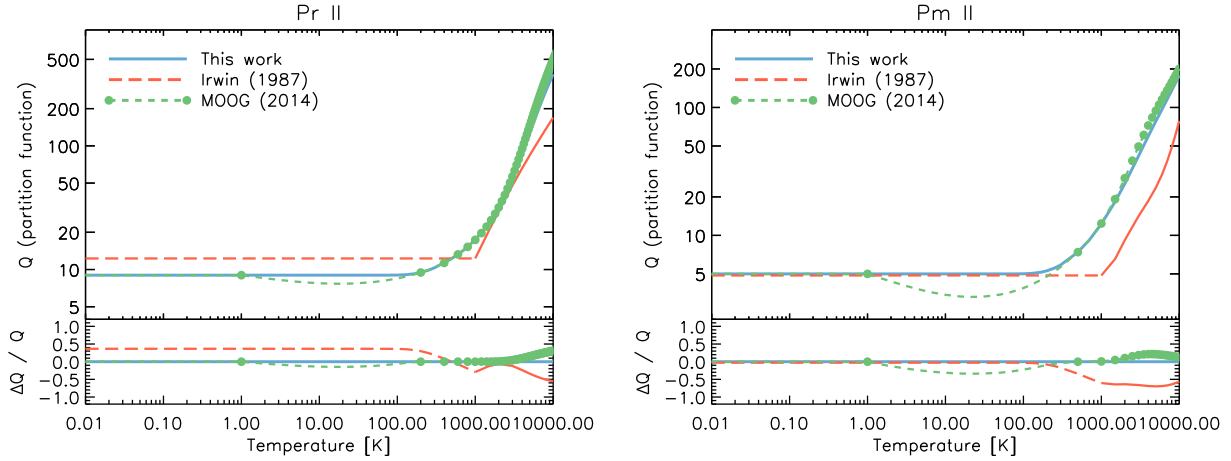 Pr II
Q (partition function)
500
200
100
50
20
10
5
This work
Irwin (1987)
MOOG (2014)
ΔQ / Q
1.0
0.5
0.0
−0.5
−1.0
0.01 0.10 1.00 10.00 100.00 1000.00 10000.00
Temperature [K]
Pm II
Q (partition function)
200
100
50
20
10
5
This work
Irwin (1987)
MOOG (2014)
ΔQ / Q
1.0
0.5
0.0
−0.5
−1.0
0.01 0.10 1.00 10.00 100.00 1000.00 10000.00
Temperature [K]